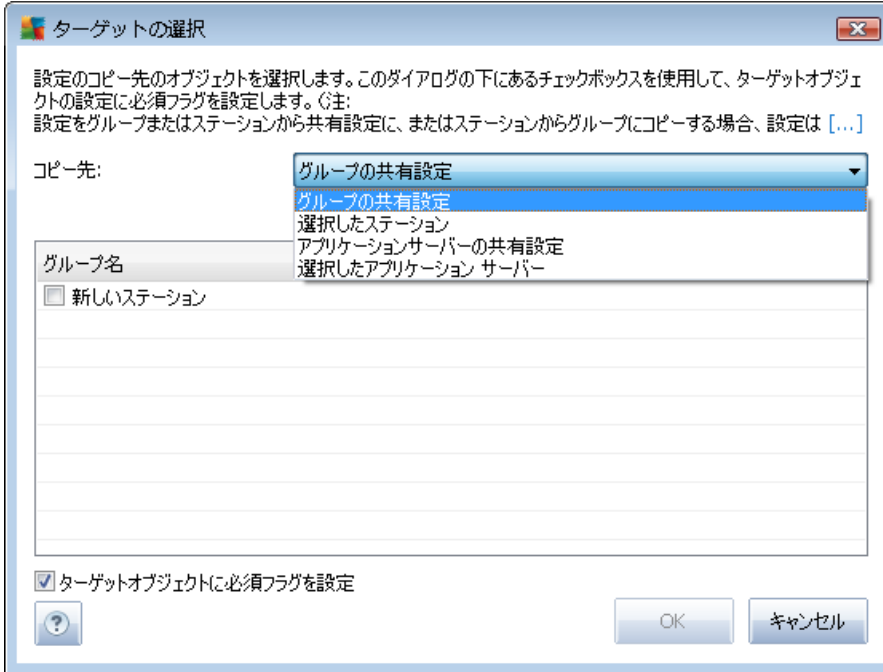 ターゲットの選択
設定のコピー先のオブジェクトを選択します。このダイアログの下にあるチェックボックスを使用して、ターゲットオブジェ
クトの設定に必須フラグを設定します。(注:
設定をグループまたはステーションから共有設定に、またはステーションからグループにコピーする場合、設定は [...]
コピー先:
グループの共有設定
グループの共有設定
選択したステーション
アプリケーションサーバーの共有設定
選択したアプリケーション サーバー
グループ名
新しいステーション
ターゲットオブジェクトに必須フラグを設定
?
OK
キャンセル